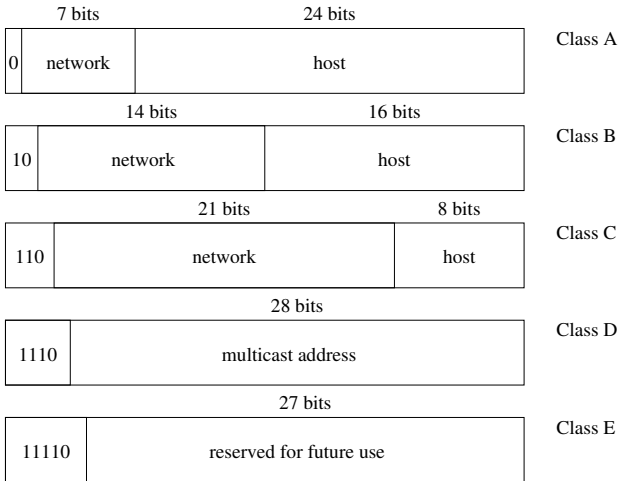 7 bits 24 bits
0 network host Class A
14 bits 16 bits
10 network host Class B
21 bits 8 bits
110 network host Class C
28 bits
1110 multicast address Class D
27 bits
11110 reserved for future use Class E